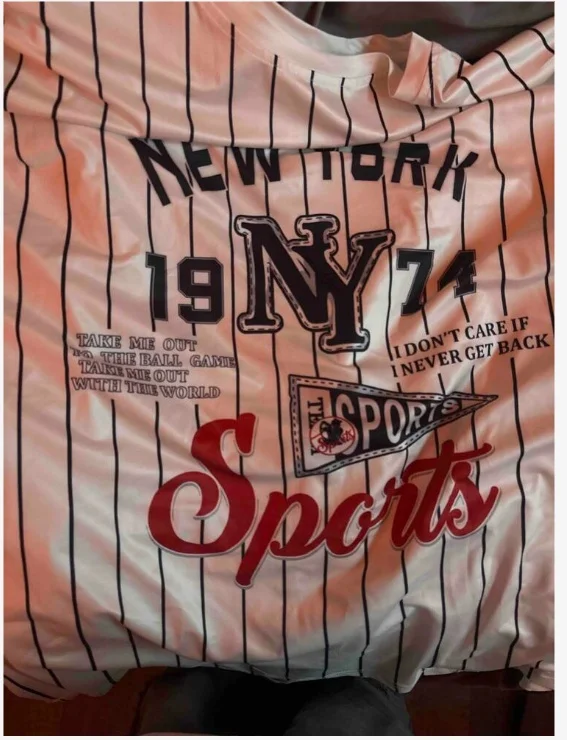 NEW YORK
19 NY 74
TAKE ME OUT
TO THE BALL GAME
TAKE ME OUT
WITH THE WORLD
I DON'T CARE IF
I NEVER GET BACK
SPORTS
Sports